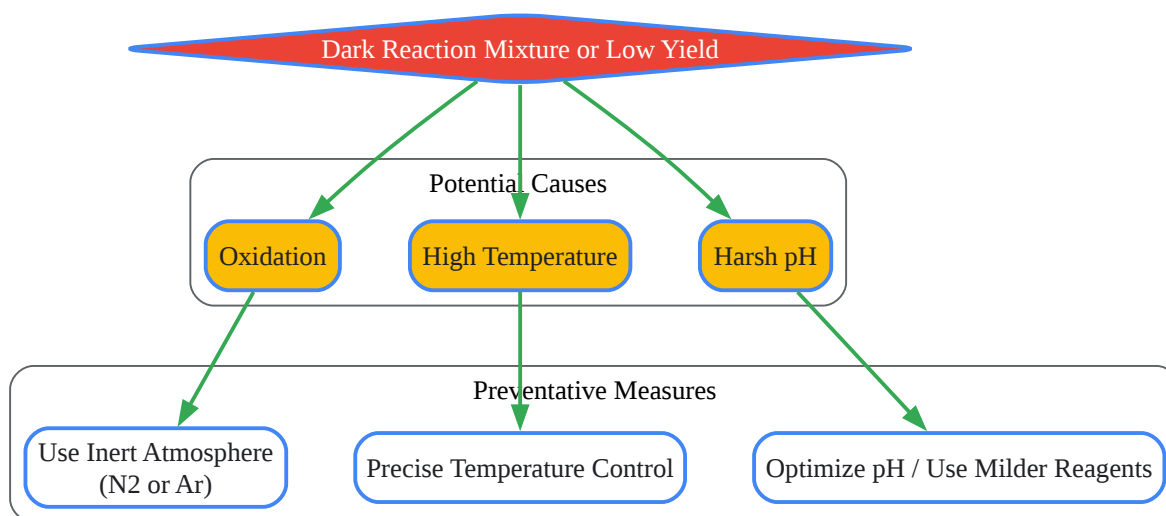 Dark Reaction Mixture or Low Yield
Potential Causes
Oxidation
High Temperature
Harsh pH
Preventative Measures
Use Inert Atmosphere
(N2 or Ar)
Precise Temperature Control
Optimize pH / Use Milder Reagents